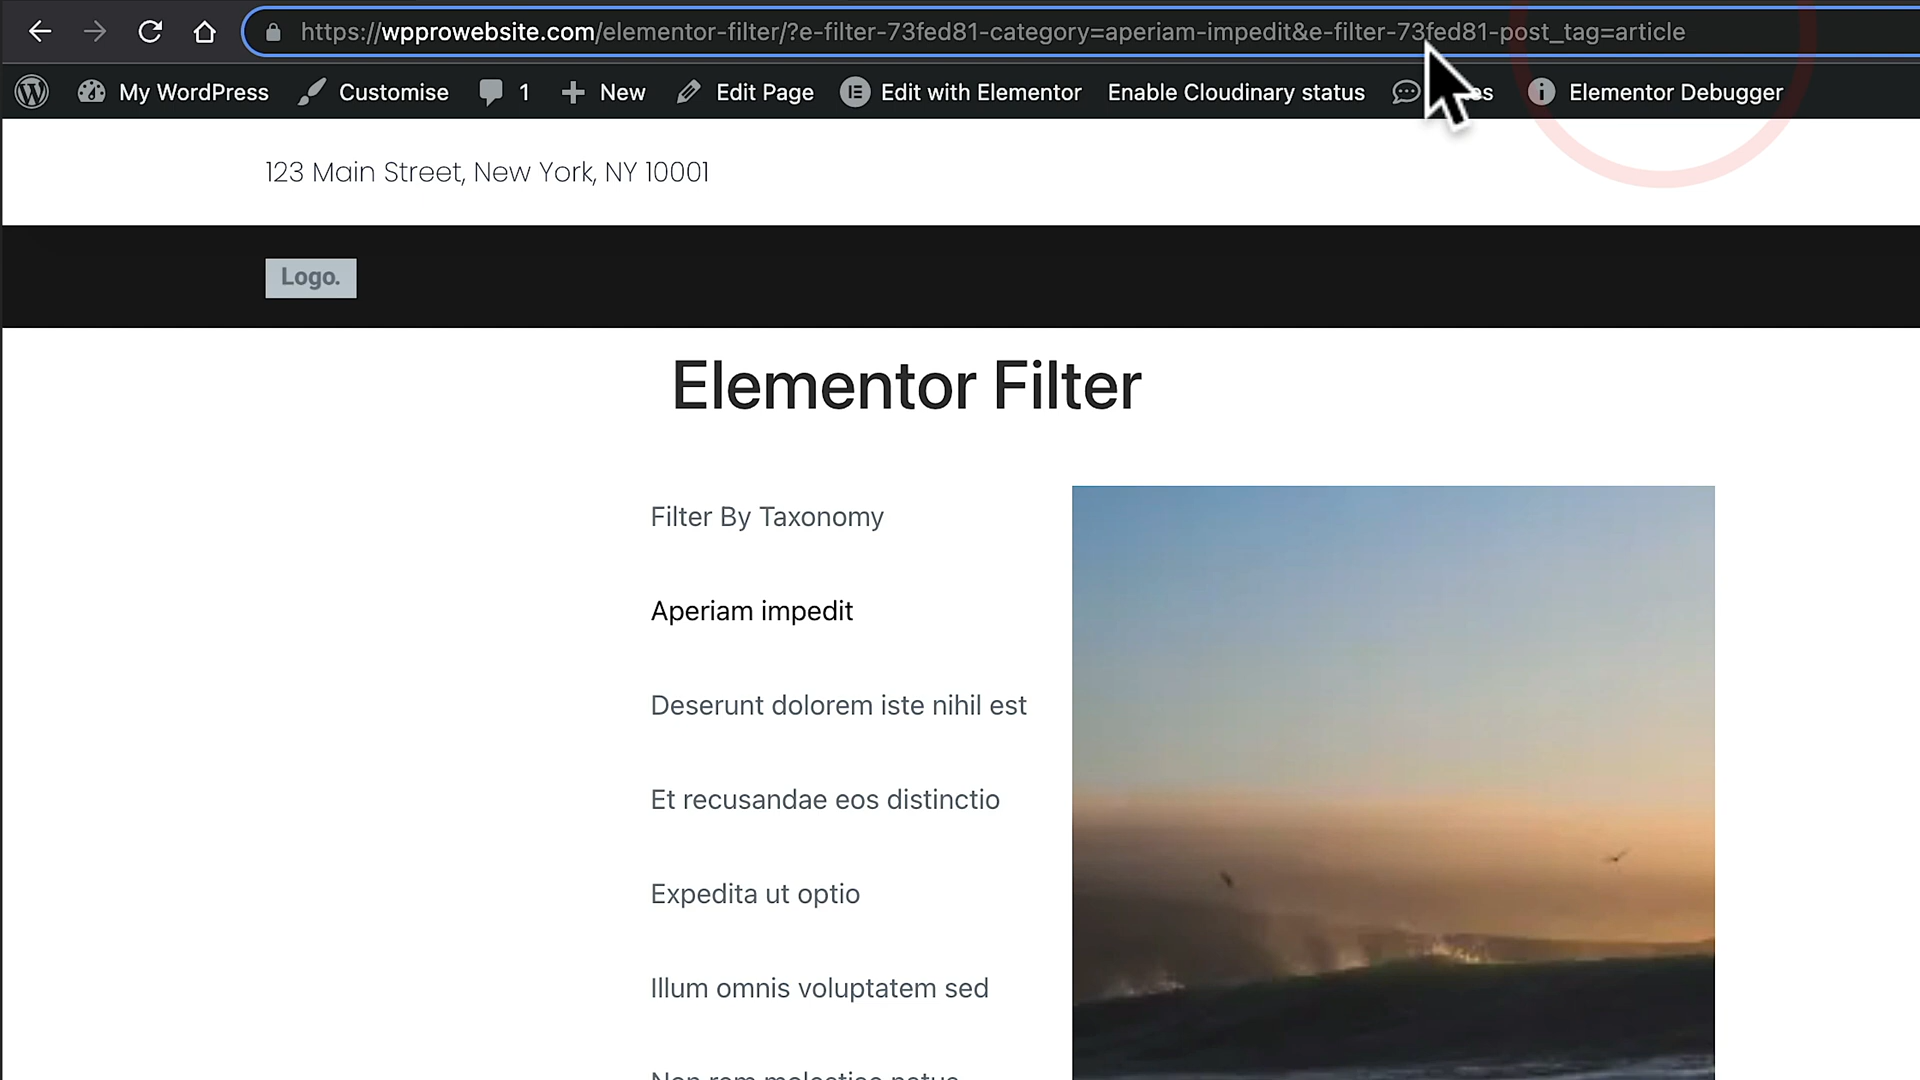 https://wpprowebsite.com/elementor-filter/?e-filter-73fed81-category=aperiam-impedit&e-filter-73fed81-post_tag=article
My WordPress Customise 1 New Edit Page Edit with Elementor Enable Cloudinary status Elementor Debugger
123 Main Street, New York, NY 10001
Logo.
Elementor Filter
Filter By Taxonomy
Aperiam impedit
Deserunt dolorem iste nihil est
Et recusandae eos distinctio
Expedita ut optio
Illum omnis voluptatem sed